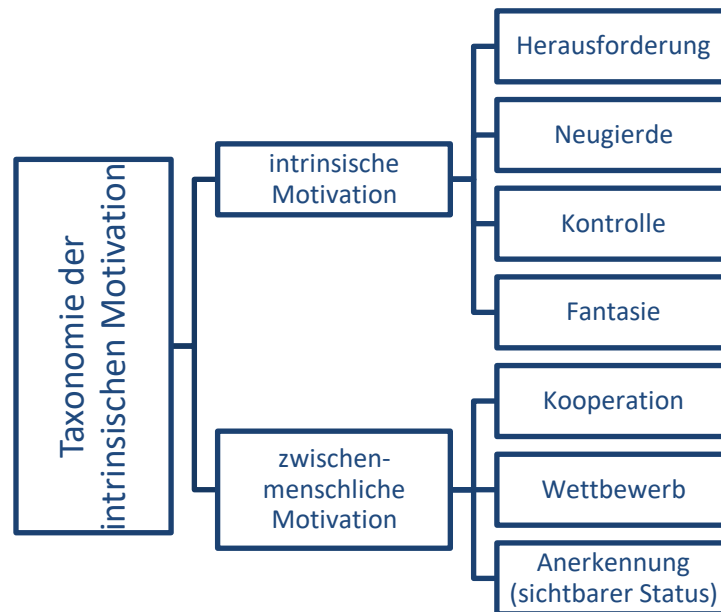 Taxonomie der
intrinsischen Motivation
intrinsische
Motivation
Herausforderung
Neugierde
Kontrolle
Fantasie
zwischen-
menschliche
Motivation
Kooperation
Wettbewerb
Anerkennung
(sichtbarer Status)